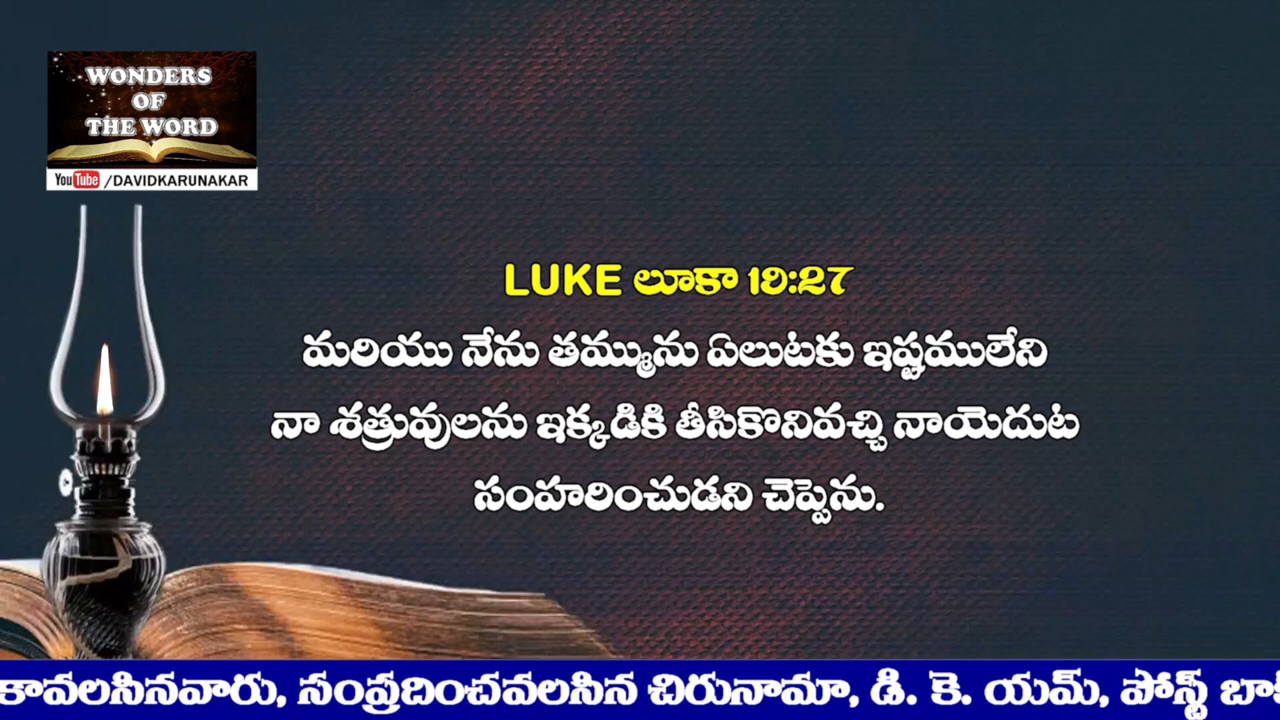 WONDERS
OF
THE WORD
YouTube /DAVIDKARUNAKAR
LUKE లూకా 19:27
మరియు నేను తమ్మును ఏలుటకు ఇష్టములేని
నా శత్రువులను ఇక్కడికి తీసికొనివచ్చి నాయెదుట
సంహరించుడని చెప్పెను.
కావలసినవారు, సంప్రదించవలసిన చిరునామా, డి. కె. యమ్, పోస్ట్